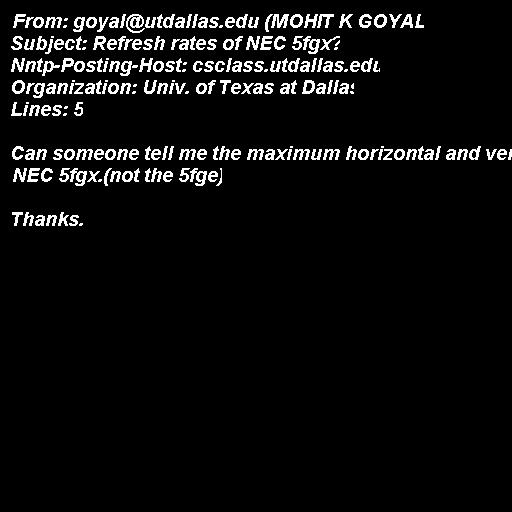 From: goyal@utdallas.edu (MOHIT K GOYAL
Subject: Refresh rates of NEC 5fgx?
Nntp-Posting-Host: csclass.utdallas.edu
Organization: Univ. of Texas at Dallas
Lines: 5

Can someone tell me the maximum horizontal and
NEC 5fgx.(not the 5fge)

Thanks.